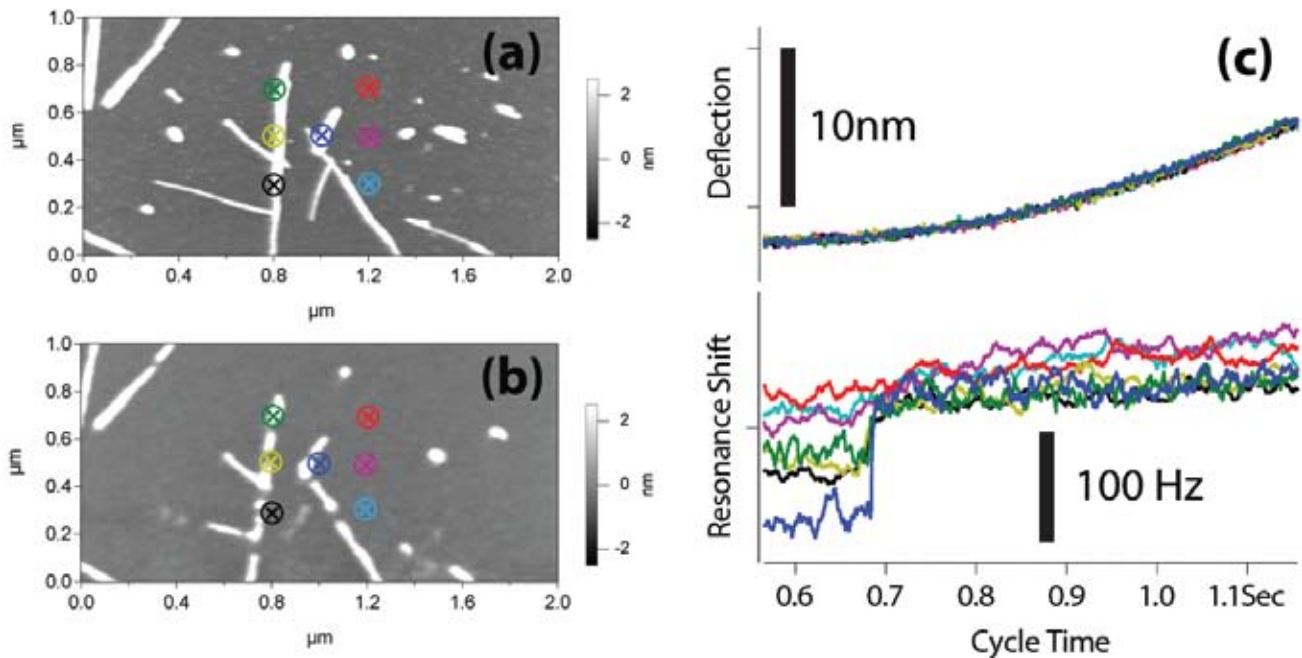 (a)
1.0
0.8
0.6
0.4
0.2
0.0
µm
0.0 0.4 0.8 1.2 1.6 2.0
µm
2
0
-2
nm
(b)
1.0
0.8
0.6
0.4
0.2
0.0
µm
0.0 0.4 0.8 1.2 1.6 2.0
µm
2
0
-2
nm
(c)
Deflection
10nm
Resonance Shift
100 Hz
0.6 0.7 0.8 0.9 1.0 1.1Sec
Cycle Time